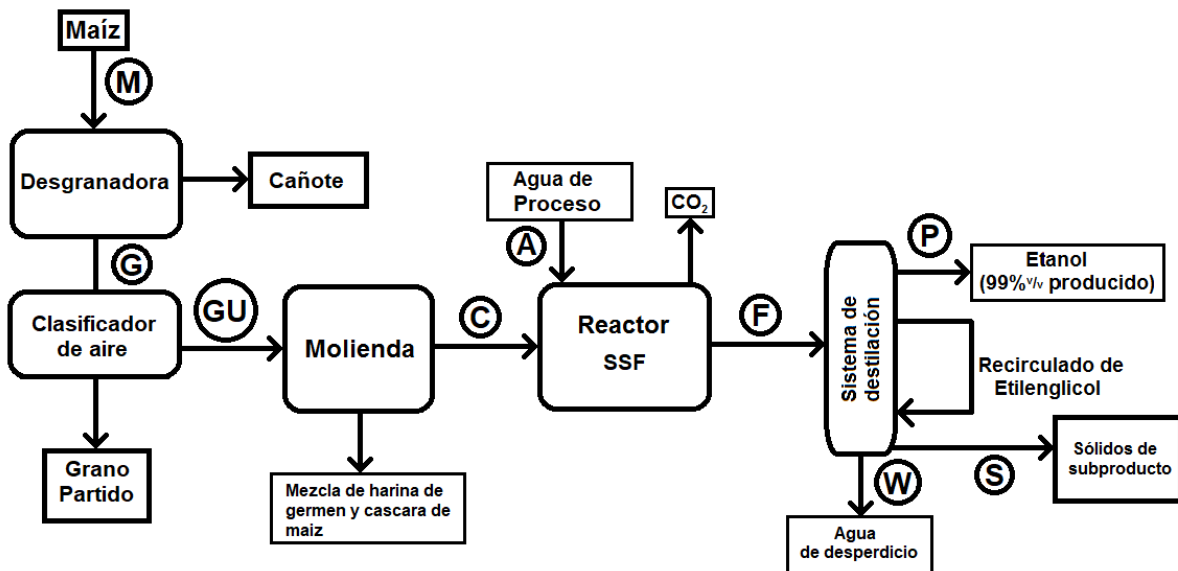 Maíz
M
Desgranadora
Cañote
G
Clasificador
de aire
GU
Grano
Partido
Molienda
Mezcla de harina de
germen y cascara de
maiz
C
Agua de
Proceso
A
CO₂
Reactor
SSF
F
Sistema de
destilación
P
Etanol
(99%v/v producido)
Recirculado de
Etilenglicol
S
Sólidos de
subproducto
W
Agua
de desperdicio